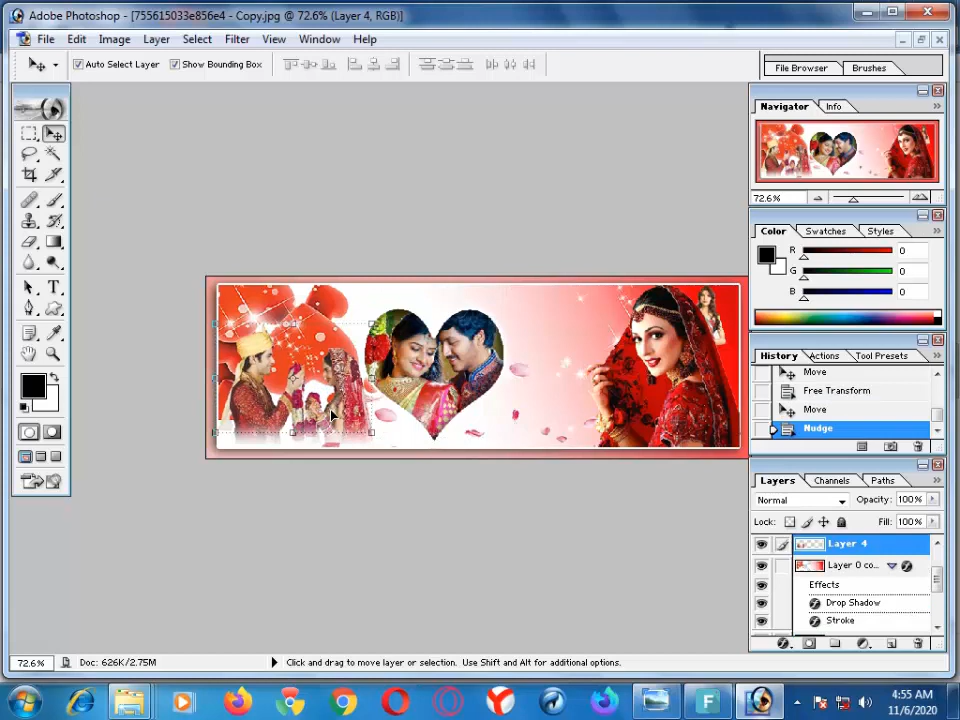 Adobe Photoshop - [755615033e856e4 - Copy.jpg @ 72.6% (Layer 4, RGB)]
File Edit Image Layer Select Filter View Window Help
Auto Select Layer Show Bounding Box
File Browser Brushes
Navigator Info
72.6%
Color Swatches Styles
R 0
G 0
B 0
History Actions Tool Presets
Move
Free Transform
Move
Nudge
Layers Channels Paths
Normal Opacity: 100%
Lock: Fill: 100%
Layer 4
Layer 0 co...
Effects
Drop Shadow
Stroke
72.6% Doc: 626K/2.75M Click and drag to move layer or selection. Use Shift and Alt for additional options.
4:55 AM
11/6/2020